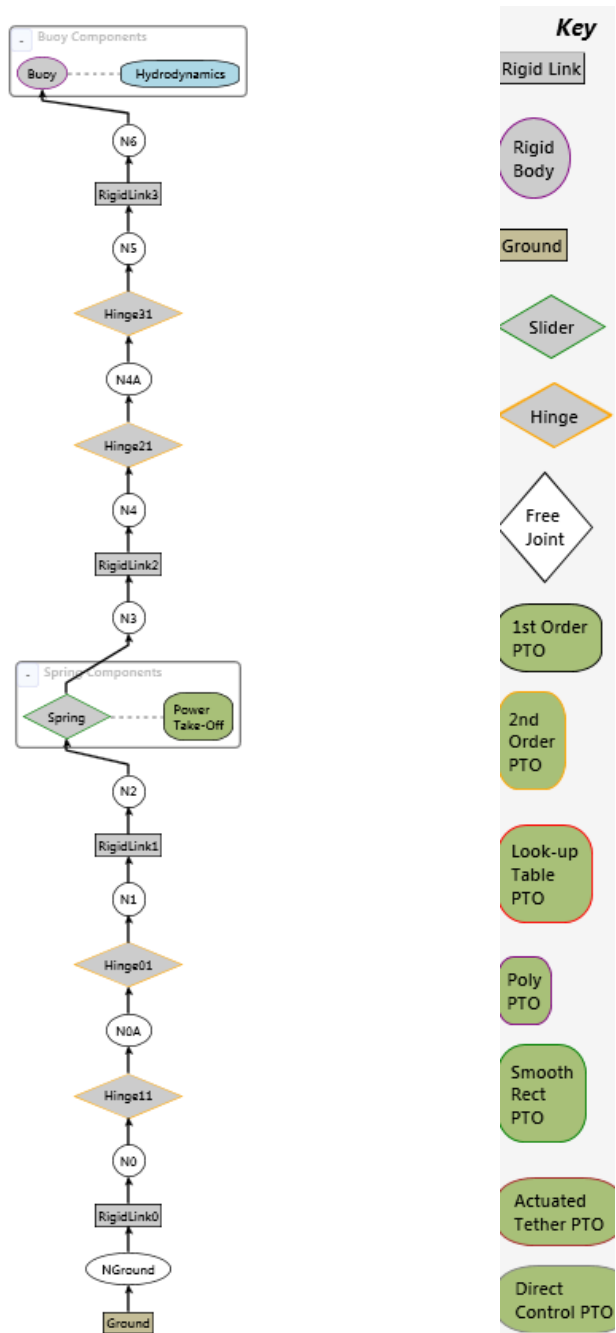 -
Buoy Components
Buoy
Hydrodynamics
N6
RigidLink3
N5
Hinge31
N4A
Hinge21
N4
RigidLink2
N3
-
Spring Components
Spring
Power
Take-Off
N2
RigidLink1
N1
Hinge01
N0A
Hinge11
N0
RigidLink0
NGround
Ground
Key
Rigid Link
Rigid
Body
Ground
Slider
Hinge
Free
Joint
1st Order
PTO
2nd
Order
PTO
Look-up
Table
PTO
Poly
PTO
Smooth
Rect
PTO
Actuated
Tether PTO
Direct
Control PTO